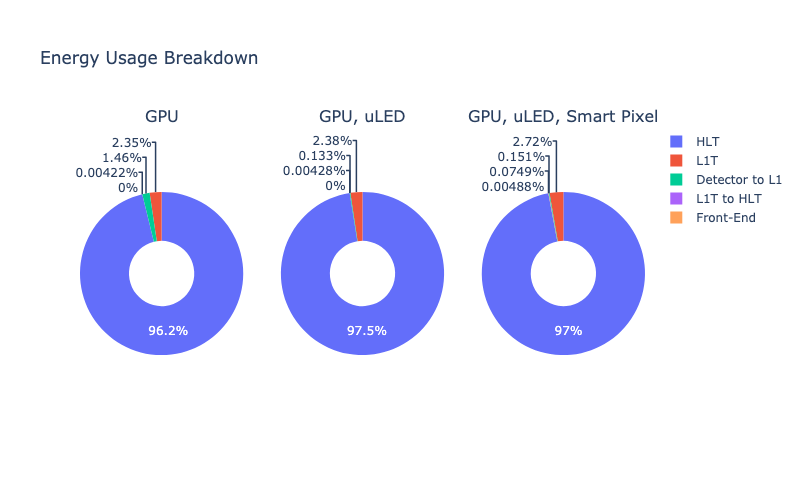 Energy Usage Breakdown
GPU
GPU, uLED
GPU, uLED, Smart Pixel
2.35%
1.46%
0.00422%
0%
96.2%
2.38%
0.133%
0.00428%
0%
97.5%
2.72%
0.151%
0.0749%
0.00488%
97%
HLT
L1T
Detector to L1
L1T to HLT
Front-End